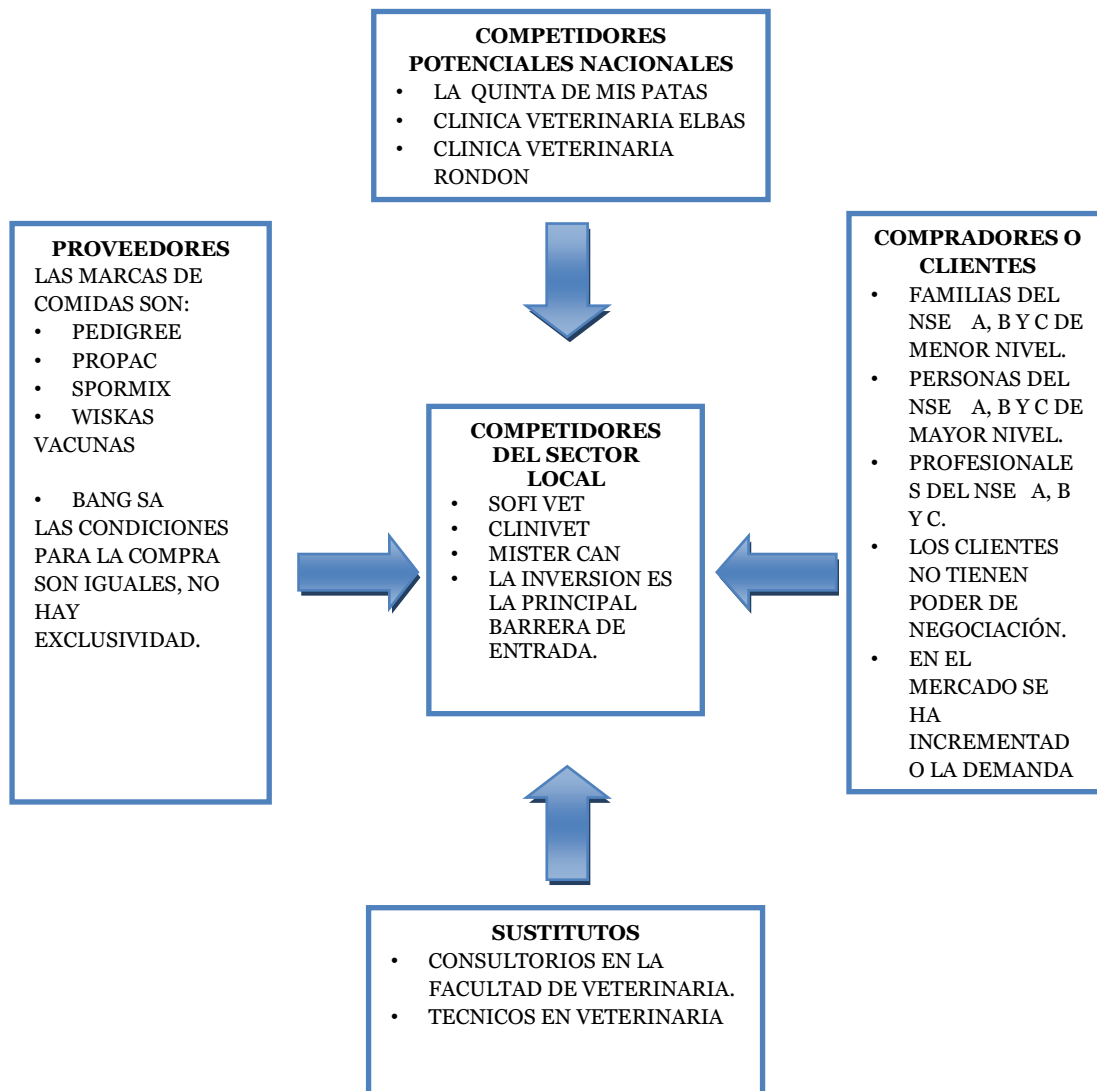 COMPETIDORES
POTENCIALES NACIONALES
• LA QUINTA DE MIS PATAS
• CLINICA VETERINARIA ELBAS
• CLINICA VETERINARIA
RONDON
PROVEEDORES
LAS MARCAS DE
COMIDAS SON:
• PEDIGREE
• PROPAC
• SPORMIX
• WISKAS
VACUNAS
• BANG SA
LAS CONDICIONES
PARA LA COMPRA
SON IGUALES, NO
HAY
EXCLUSIVIDAD.
COMPETIDORES
DEL SECTOR
LOCAL
• SOFI VET
• CLINIVET
• MISTER CAN
• LA INVERSION ES
LA PRINCIPAL
BARRERA DE
ENTRADA.
COMPRADORES O
CLIENTES
• FAMILIAS DEL
NSE A, B Y C DE
MENOR NIVEL.
• PERSONAS DEL
NSE A, B Y C DE
MAYOR NIVEL.
• PROFESIONALE
S DEL NSE A, B
Y C.
• LOS CLIENTES
NO TIENEN
PODER DE
NEGOCIACIÓN.
• EN EL
MERCADO SE
HA
INCREMENTAD
O LA DEMANDA
SUSTITUTOS
• CONSULTORIOS EN LA
FACULTAD DE VETERINARIA.
• TECNICOS EN VETERINARIA